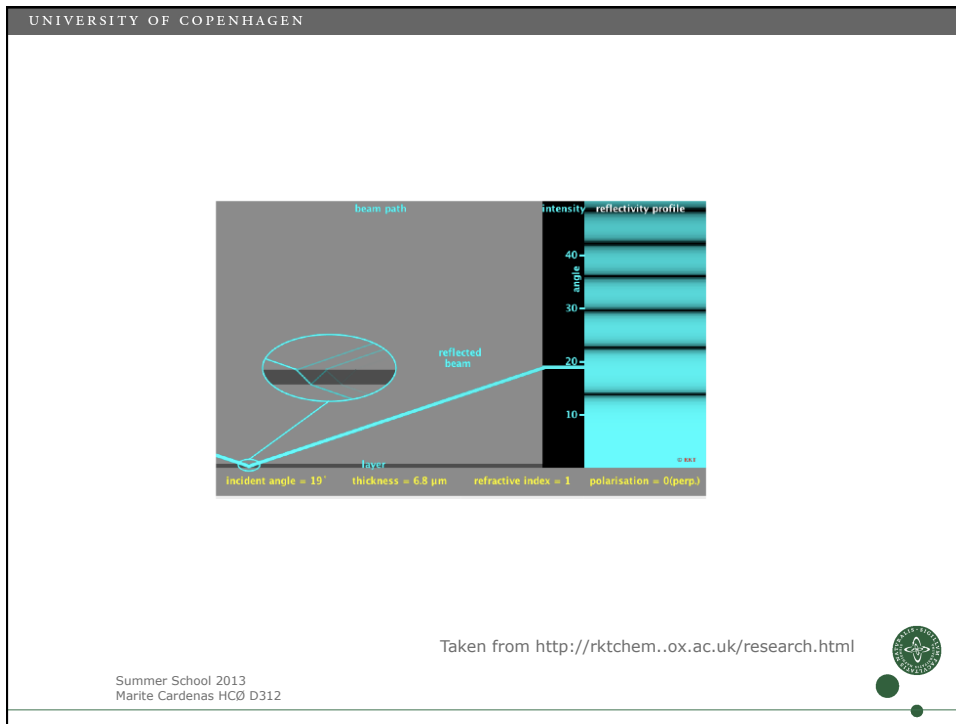 UNIVERSITY OF COPENHAGEN
beam path
intensity
reflectivity profile
40
angle
30
reflected
beam
20
10
© RKT
layer
incident angle = 19° thickness = 6.8 µm refractive index = 1 polarisation = 0(perp.)
Taken from http://rktchem..ox.ac.uk/research.html
Summer School 2013
Marite Cardenas HCØ D312